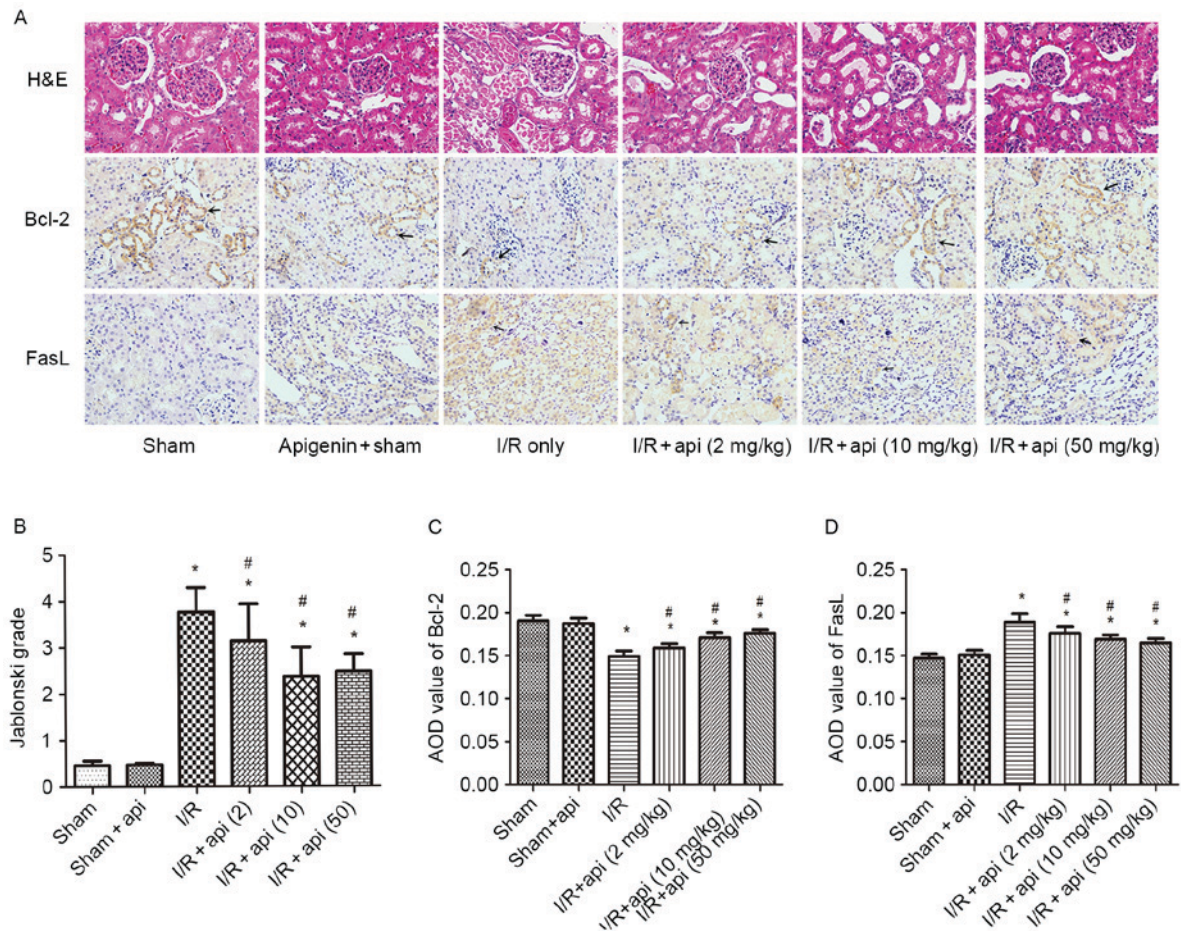 A
H&E
Bcl-2
FasL
Sham Apigenin + sham I/R only I/R + api (2 mg/kg) I/R + api (10 mg/kg) I/R + api (50 mg/kg)
B
Jablonski grade
5
4
3
2
1
0
* # * # * # *
Sham
Sham + api
I/R
I/R + api (2)
I/R + api (10)
I/R + api (50)
C
AOD value of Bcl-2
0.25
0.20
0.15
0.10
0.05
0.00
* # * # * # *
Sham
Sham+api
I/R
I/R+api (2 mg/kg)
I/R+api (10 mg/kg)
I/R+api (50 mg/kg)
D
AOD value of FasL
0.25
0.20
0.15
0.10
0.05
0.00
* # * # * # *
Sham
Sham + api
I/R
I/R + api (2 mg/kg)
I/R + api (10 mg/kg)
I/R + api (50 mg/kg)